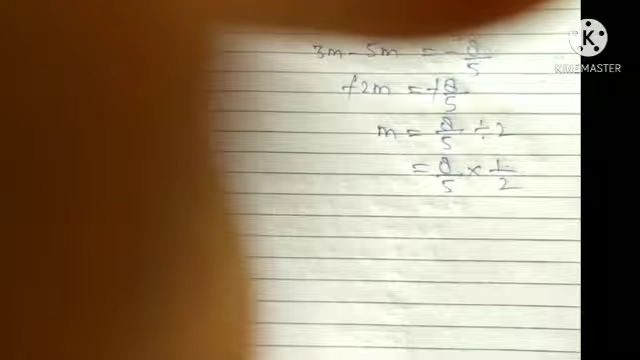 K
KINEMASTER
3m - 5m = - 8/5
+2m = +8/5
m = 8/5 ÷ 2
= 8/5 × 1/2